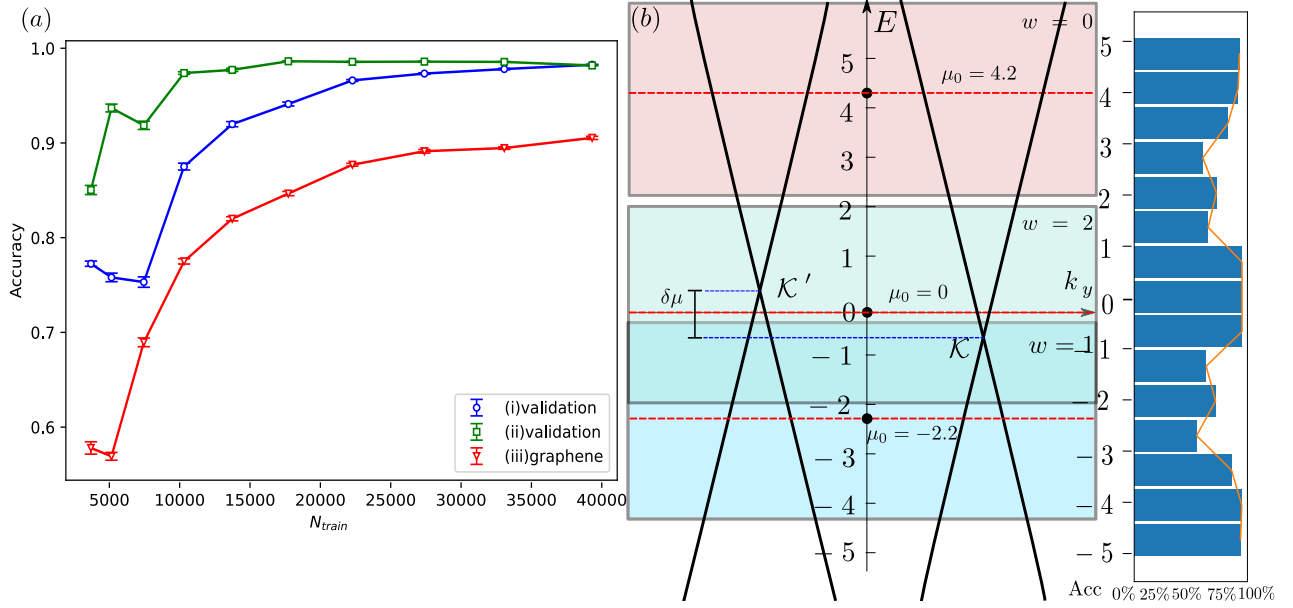 (a)
1.0
0.9
0.8
0.7
0.6
Accuracy
5000
10000
15000
20000
25000
30000
35000
40000
N_train
(i)validation
(ii)validation
(iii)graphene
(b)
E
w = 0
5
μ₀ = 4.2
4
3
2
w = 2
1
𝒦′
k_y
δμ
μ₀ = 0
0
𝒦
w = 1
− 1
− 2
μ₀ = −2.2
− 3
− 4
− 5
5
4
3
2
1
0
− 1
− 2
− 3
− 4
− 5
Acc
0%
25%
50%
75%
100%